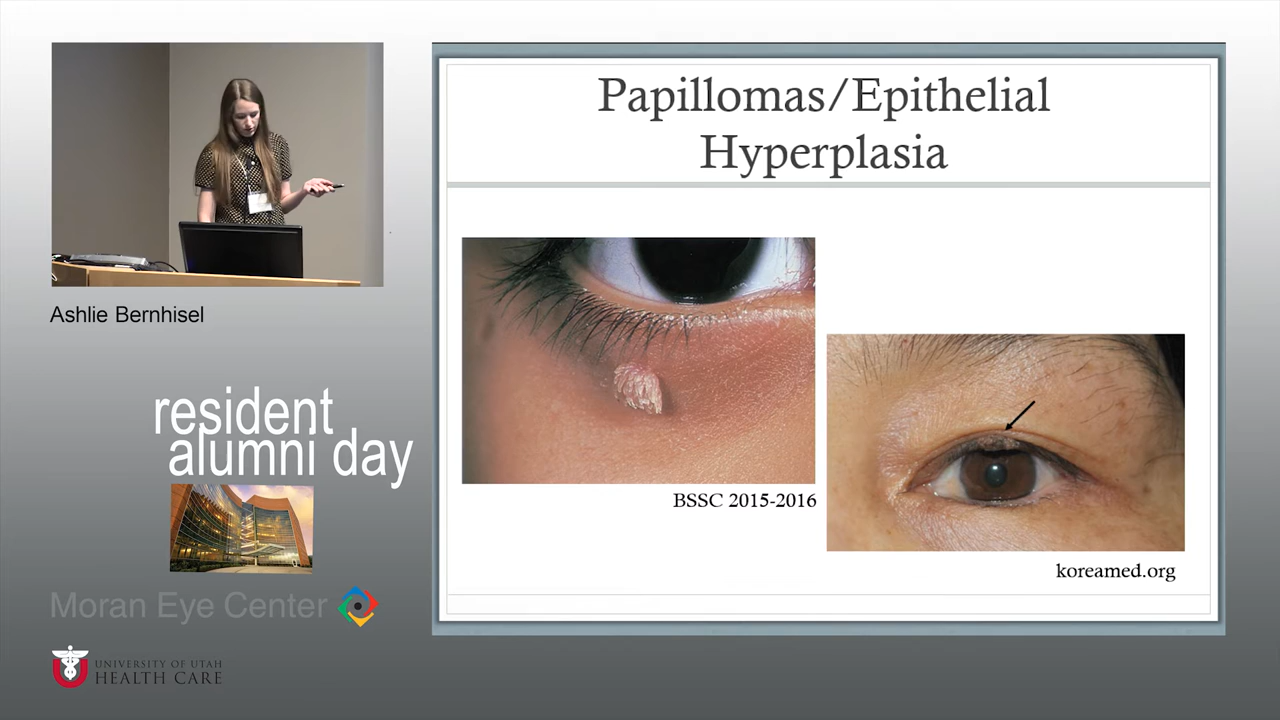 Papillomas/Epithelial
Hyperplasia
BSSC 2015-2016
koreamed.org
Ashlie Bernhisel
resident
alumni day
Moran Eye Center
UNIVERSITY OF UTAH
HEALTH CARE